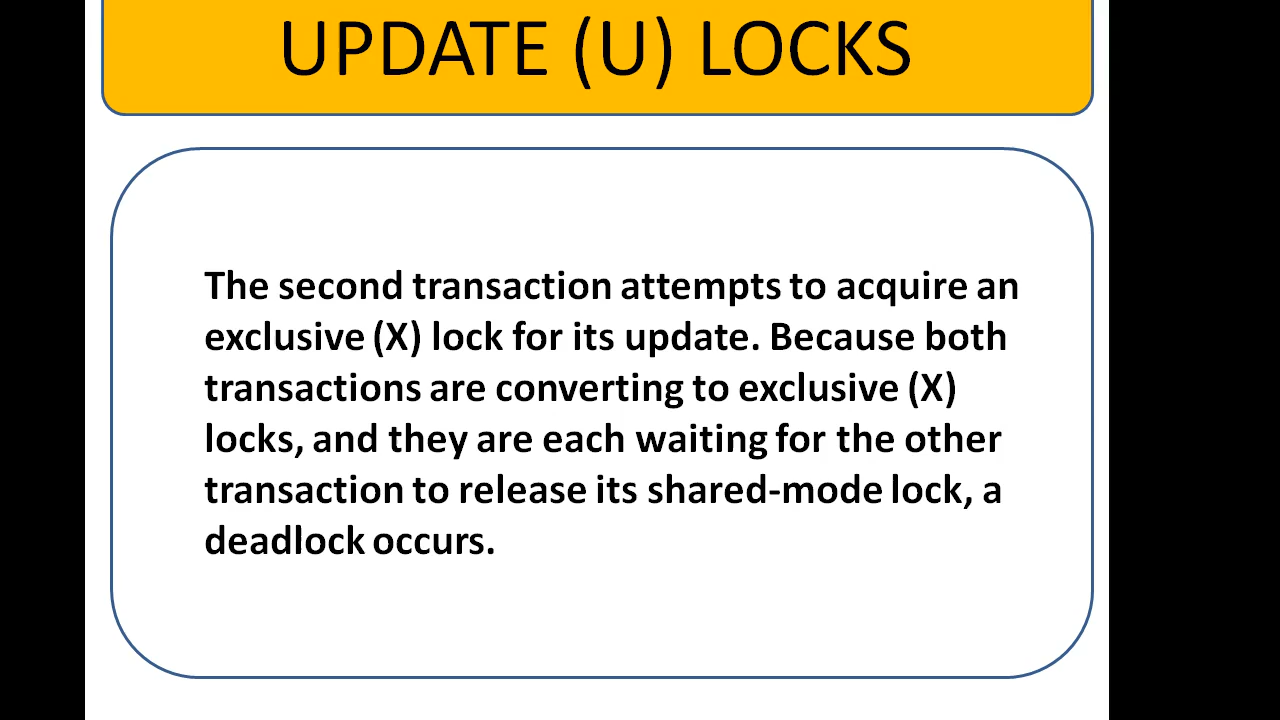 UPDATE (U) LOCKS
The second transaction attempts to acquire an
exclusive (X) lock for its update. Because both
transactions are converting to exclusive (X)
locks, and they are each waiting for the other
transaction to release its shared-mode lock, a
deadlock occurs.